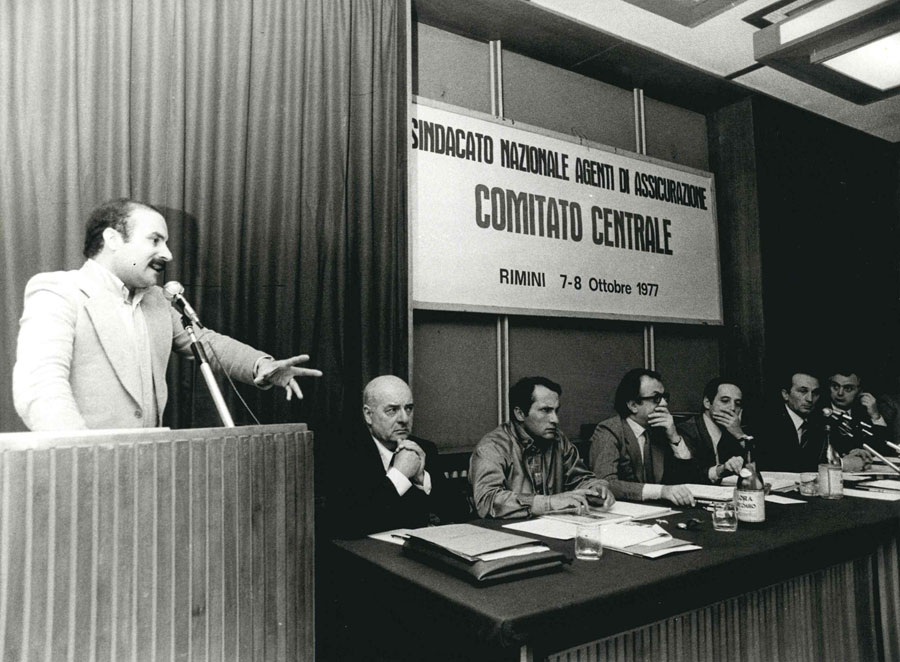 SINDACATO NAZIONALE AGENTI DI ASSICURAZIONE
COMITATO CENTRALE
RIMINI 7-8 Ottobre 1977